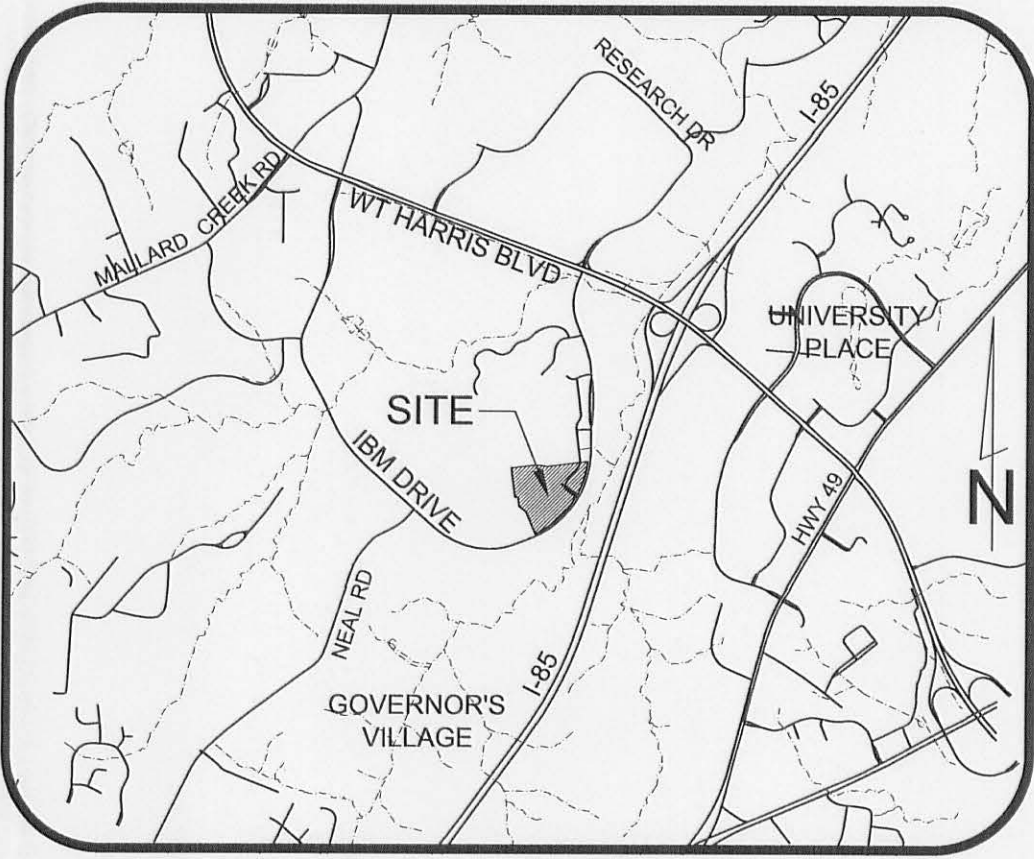 RESEARCH DR
I-85
MALLARD CREEK RD
WT HARRIS BLVD
UNIVERSITY
PLACE
SITE
IBM DRIVE
HWY 49
N
NEAL RD
I-85
GOVERNOR'S
VILLAGE